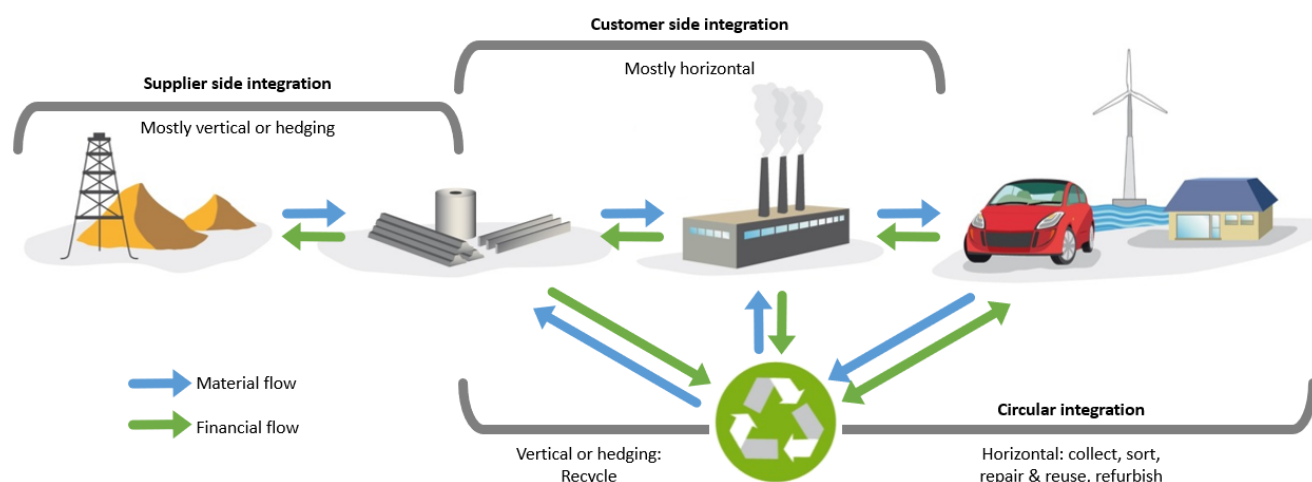 Customer side integration
Mostly horizontal
Supplier side integration
Mostly vertical or hedging
Material flow
Financial flow
Circular integration
Vertical or hedging:
Recycle
Horizontal: collect, sort,
repair & reuse, refurbish